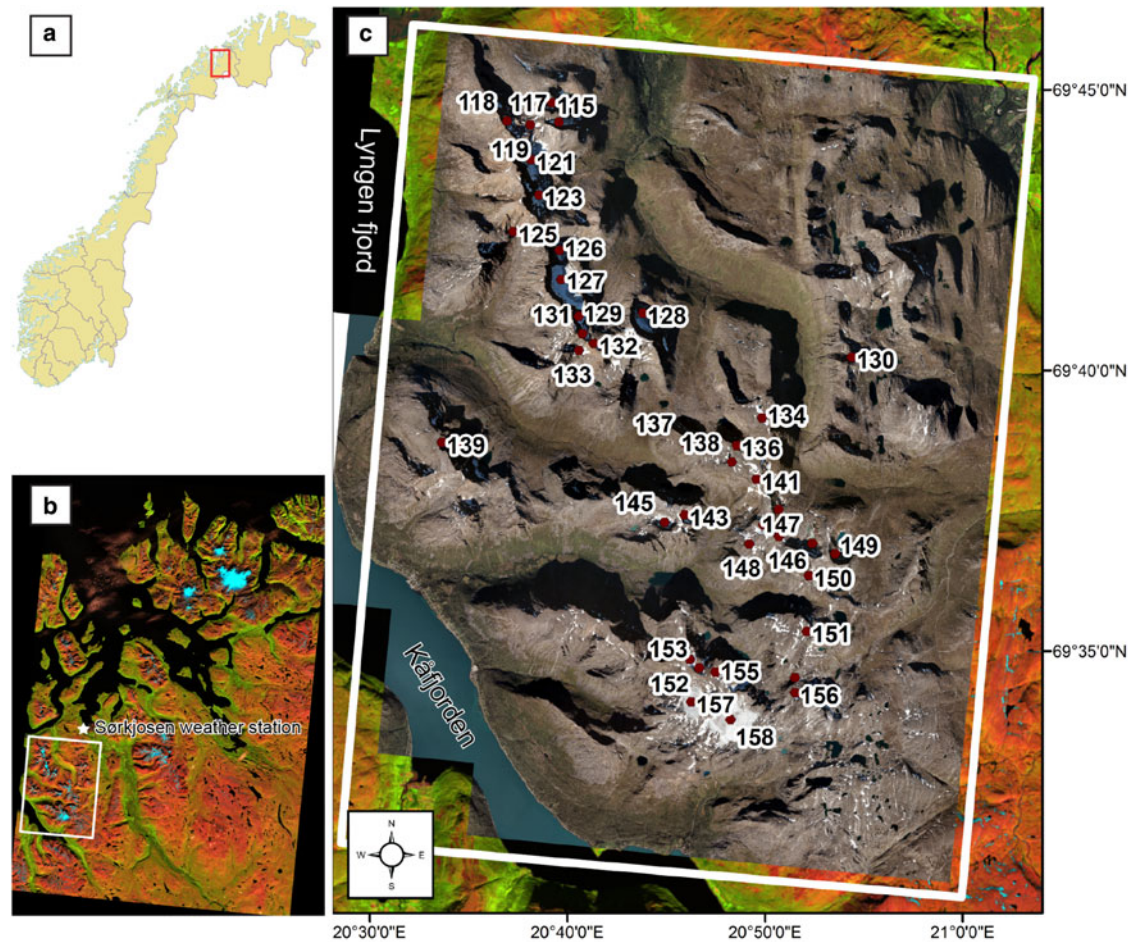 a
b
Sørkjosen weather station
c
Lyngen fjord
Kåfjorden
118
117
115
119
121
123
125
126
127
131
129
128
132
133
130
134
137
138
136
139
141
145
143
147
149
146
148
150
151
153
155
152
156
157
158
N
W
E
S
69°45'0"N
69°40'0"N
69°35'0"N
20°30'0"E
20°40'0"E
20°50'0"E
21°0'0"E